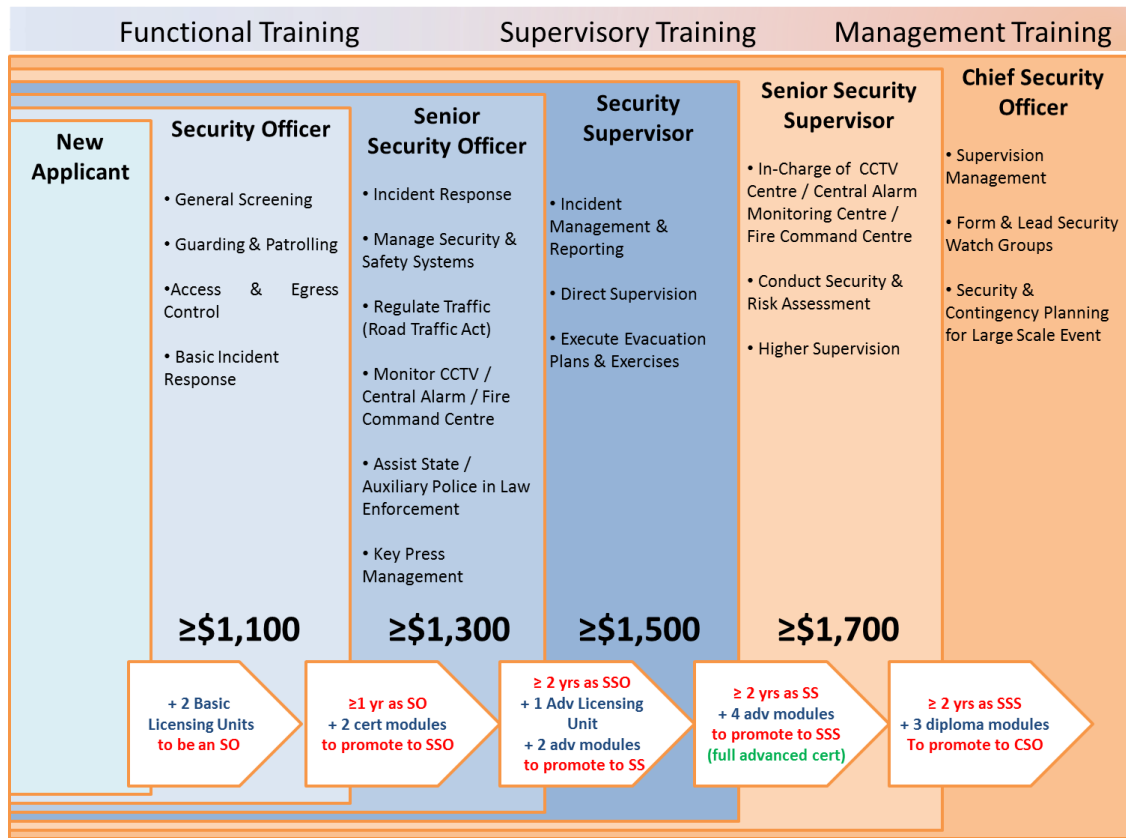 Functional Training
Supervisory Training
Management Training
New
Applicant
Security Officer
• General Screening
• Guarding & Patrolling
•Access & Egress
Control
• Basic Incident
Response
≥$1,100
Senior
Security Officer
• Incident Response
• Manage Security &
Safety Systems
• Regulate Traffic
(Road Traffic Act)
• Monitor CCTV /
Central Alarm / Fire
Command Centre
• Assist State /
Auxiliary Police in Law
Enforcement
• Key Press
Management
≥$1,300
Security
Supervisor
• Incident
Management &
Reporting
• Direct Supervision
• Execute Evacuation
Plans & Exercises
≥$1,500
Senior Security
Supervisor
• In-Charge of CCTV
Centre / Central Alarm
Monitoring Centre /
Fire Command Centre
• Conduct Security &
Risk Assessment
• Higher Supervision
≥$1,700
Chief Security
Officer
• Supervision
Management
• Form & Lead Security
Watch Groups
• Security &
Contingency Planning
for Large Scale Event
+ 2 Basic
Licensing Units
to be an SO
≥1 yr as SO
+ 2 cert modules
to promote to SSO
≥ 2 yrs as SSO
+ 1 Adv Licensing
Unit
+ 2 adv modules
to promote to SS
≥ 2 yrs as SS
+ 4 adv modules
to promote to SSS
(full advanced cert)
≥ 2 yrs as SSS
+ 3 diploma modules
To promote to CSO